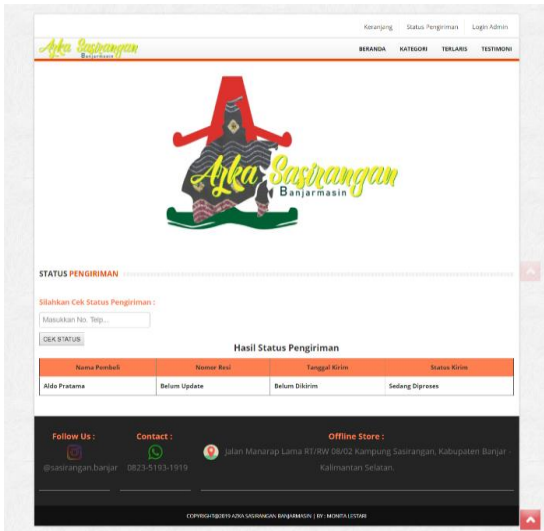 Keranjang Status Pengiriman Login Admin
Azka Sasirangan
Banjarmasin
BERANDA KATEGORI TERLARIS TESTIMONI
Azka Sasirangan
Banjarmasin
STATUS PENGIRIMAN
Silahkan Cek Status Pengiriman :
Masukkan No. Telp...
CEK STATUS
Hasil Status Pengiriman
Nama Pembeli Nomor Resi Tanggal Kirim Status Kirim
Aldo Pratama Belum Update Belum Dikirim Sedang Diproses
Follow Us : Contact : Offline Store :
@sasirangan.banjar 0823-5193-1919 Jalan Manarap Lama RT/RW 08/02 Kampung Sasirangan, Kabupaten Banjar -
Kalimantan Selatan.
COPYRIGHT@2019 AZKA SASIRANGAN BANJARMASIN | BY : MONITA LESTARI